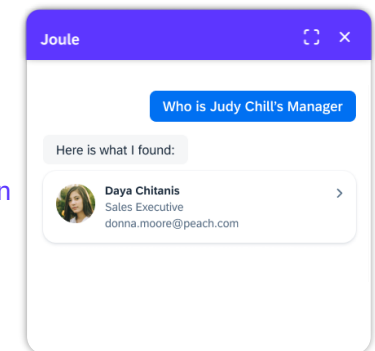 Joule
Who is Judy Chill's Manager
Here is what I found:
n
Daya Chitanis
Sales Executive
donna.moore@peach.com